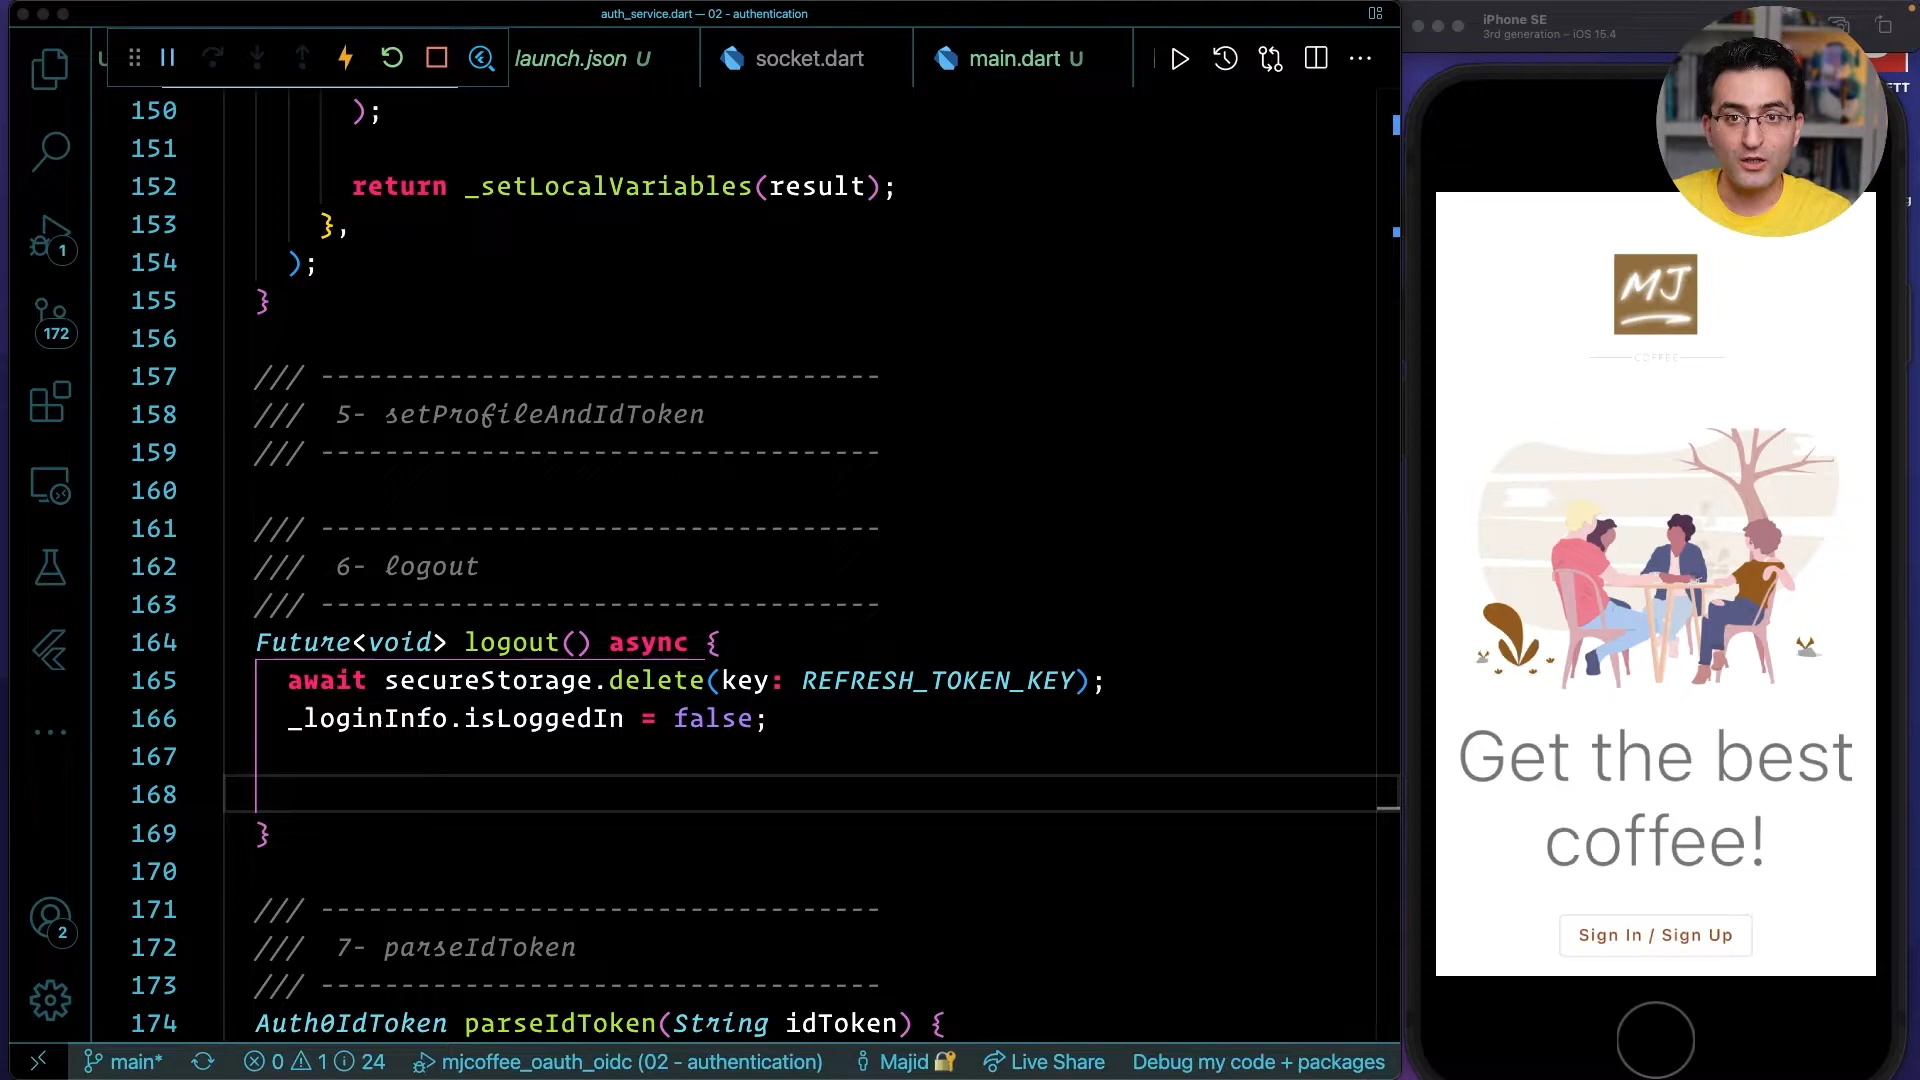 auth_service.dart — 02 - authentication
U
launch.json U
socket.dart
main.dart U
iPhone SE
3rd generation – iOS 15.4
150 );
151
152 return _setLocalVariables(result);
153 },
154 );
155 }
156
157 /// -----------------------------------
158 /// 5- setProfileAndIdToken
159 /// -----------------------------------
160
161 /// -----------------------------------
162 /// 6- logout
163 /// -----------------------------------
164 Future<void> logout() async {
165 await secureStorage.delete(key: REFRESH_TOKEN_KEY);
166 _loginInfo.isLoggedIn = false;
167
168
169 }
170
171 /// -----------------------------------
172 /// 7- parseIdToken
173 /// -----------------------------------
174 Auth0IdToken parseIdToken(String idToken) {
1
172
2
main*
0
1
24
mjcoffee_oauth_oidc (02 - authentication)
Majid
Live Share
Debug my code + packages
MJ
COFFEE
Get the best
coffee!
Sign In / Sign Up